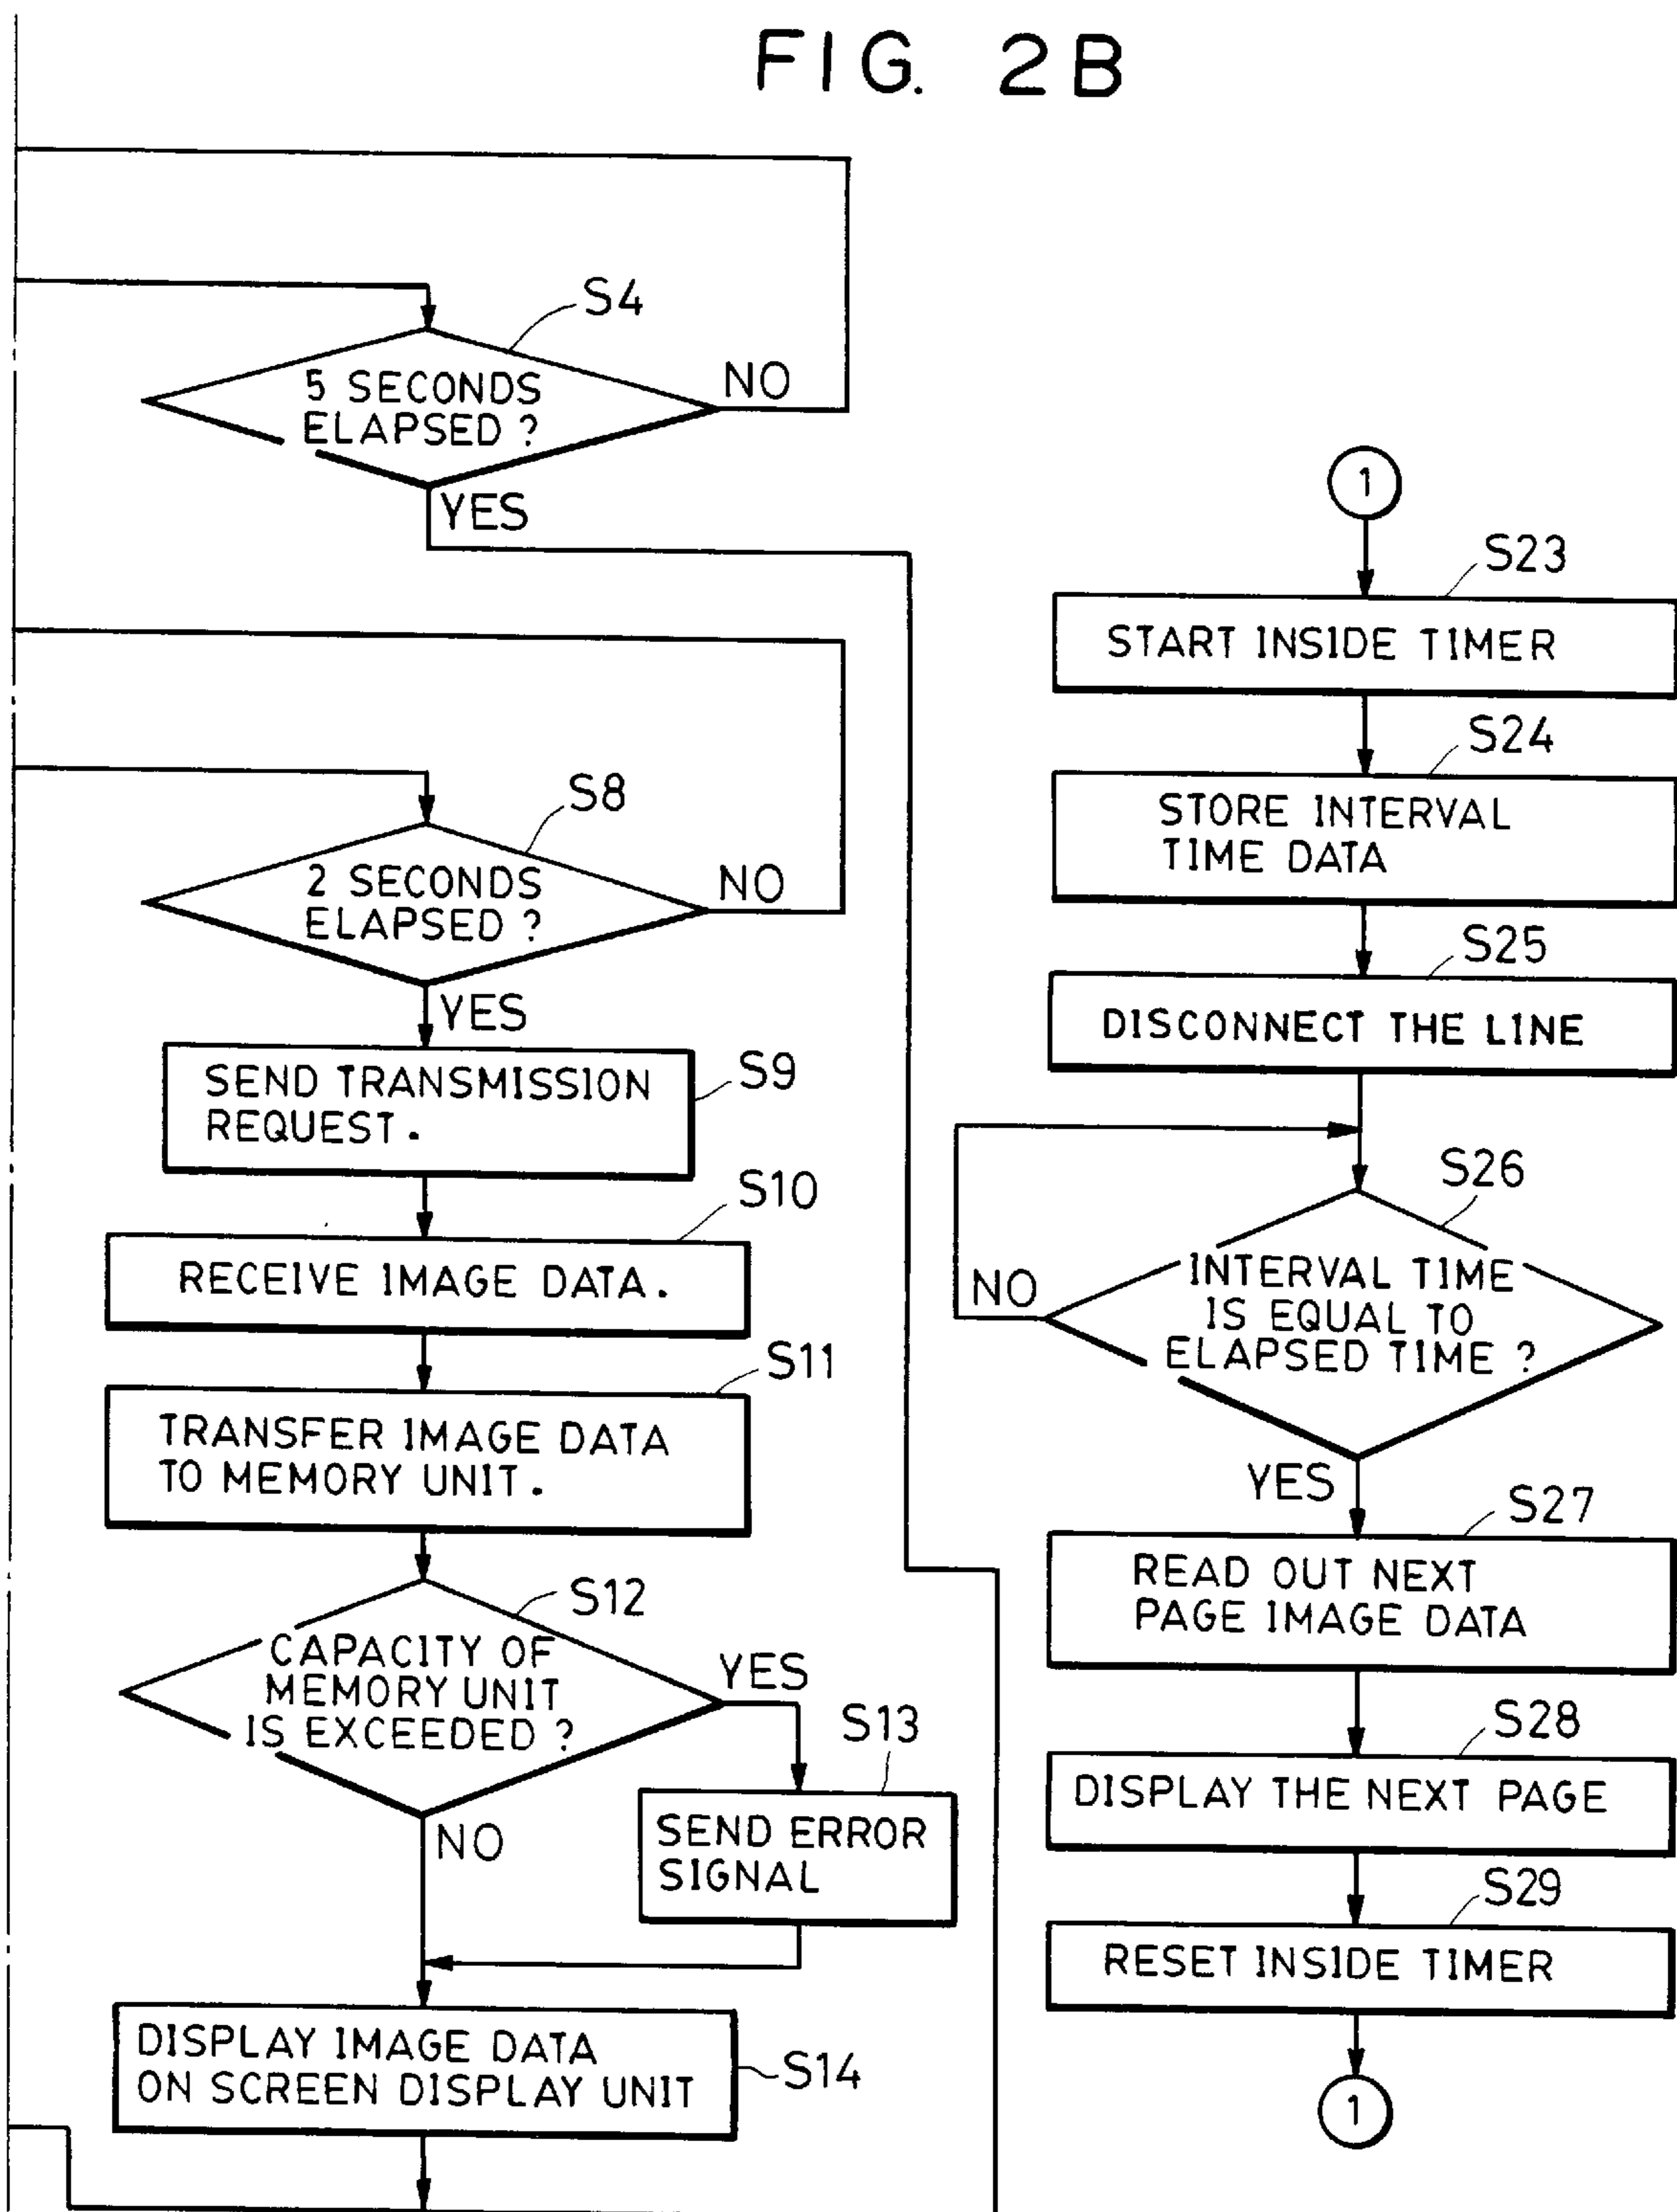 FIG. 2B
S4
5 SECONDS
ELAPSED ?
NO
YES
S8
2 SECONDS
ELAPSED ?
NO
YES
SEND TRANSMISSION
REQUEST.
S9
S10
RECEIVE IMAGE DATA.
S11
TRANSFER IMAGE DATA
TO MEMORY UNIT.
S12
CAPACITY OF
MEMORY UNIT
IS EXCEEDED ?
YES
NO
S13
SEND ERROR
SIGNAL
DISPLAY IMAGE DATA
ON SCREEN DISPLAY UNIT
S14
1
S23
START INSIDE TIMER
S24
STORE INTERVAL
TIME DATA
S25
DISCONNECT THE LINE
S26
INTERVAL TIME
IS EQUAL TO
ELAPSED TIME ?
NO
YES
S27
READ OUT NEXT
PAGE IMAGE DATA
S28
DISPLAY THE NEXT PAGE
S29
RESET INSIDE TIMER
1